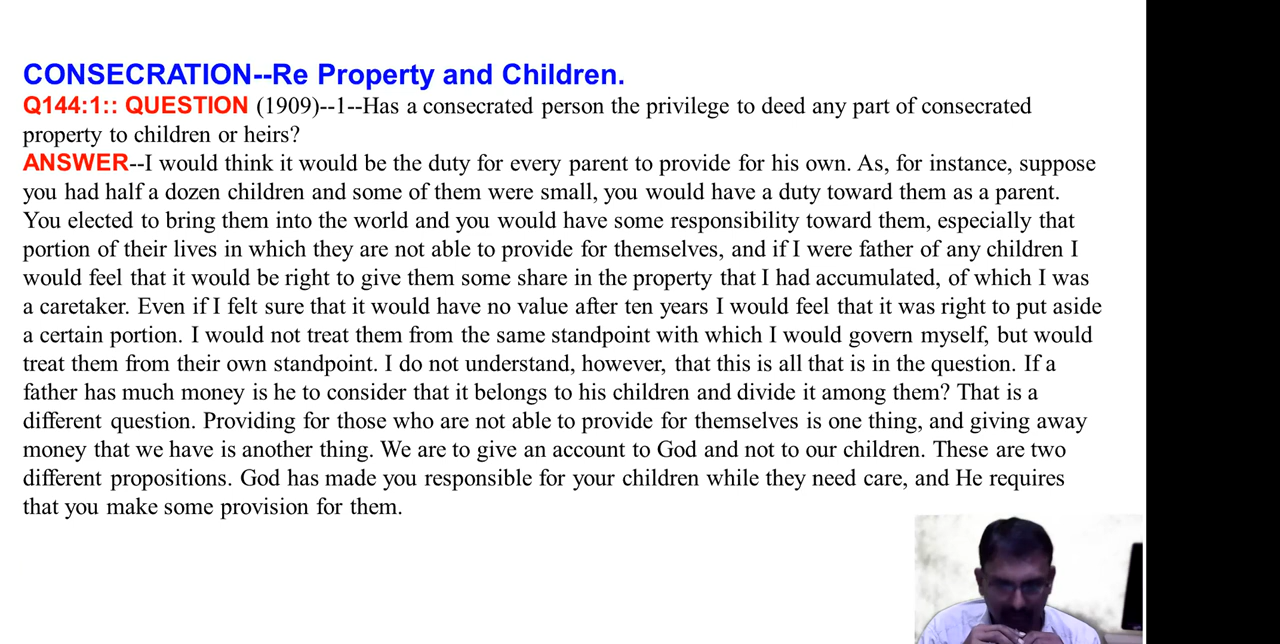 CONSECRATION--Re Property and Children.
Q144:1:: QUESTION (1909)--1--Has a consecrated person the privilege to deed any part of consecrated
property to children or heirs?
ANSWER--I would think it would be the duty for every parent to provide for his own. As, for instance, suppose
you had half a dozen children and some of them were small, you would have a duty toward them as a parent.
You elected to bring them into the world and you would have some responsibility toward them, especially that
portion of their lives in which they are not able to provide for themselves, and if I were father of any children I
would feel that it would be right to give them some share in the property that I had accumulated, of which I was
a caretaker. Even if I felt sure that it would have no value after ten years I would feel that it was right to put aside
a certain portion. I would not treat them from the same standpoint with which I would govern myself, but would
treat them from their own standpoint. I do not understand, however, that this is all that is in the question. If a
father has much money is he to consider that it belongs to his children and divide it among them? That is a
different question. Providing for those who are not able to provide for themselves is one thing, and giving away
money that we have is another thing. We are to give an account to God and not to our children. These are two
different propositions. God has made you responsible for your children while they need care, and He requires
that you make some provision for them.